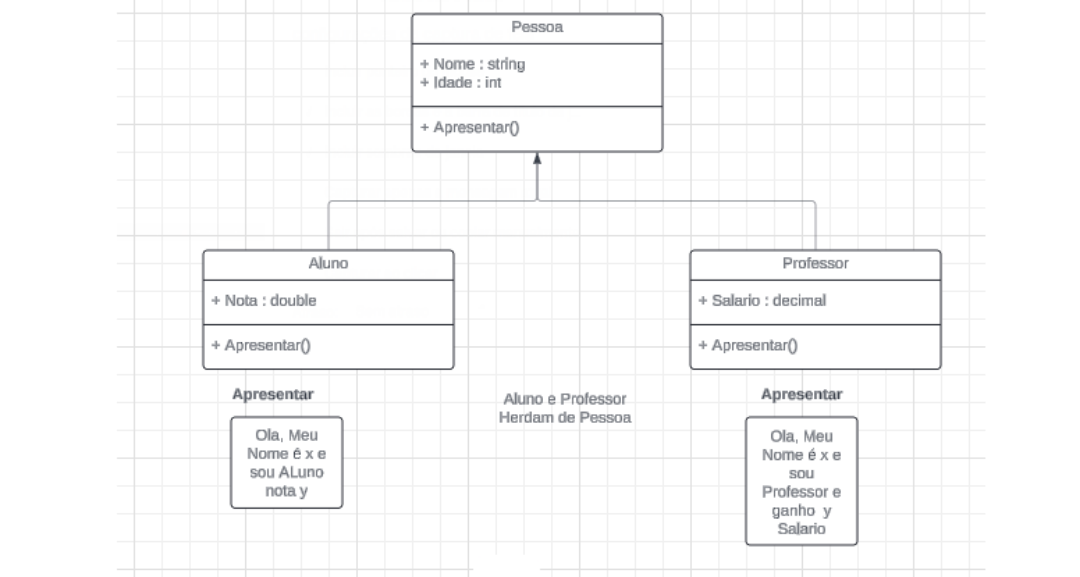 Pessoa
+ Nome : string
+ Idade : int
+ Apresentar()
Aluno
+ Nota : double
+ Apresentar()
Professor
+ Salario : decimal
+ Apresentar()
Apresentar
Ola, Meu
Nome é x e
sou ALuno
nota y
Aluno e Professor
Herdam de Pessoa
Apresentar
Ola, Meu
Nome é x e
sou
Professor e
ganho y
Salario